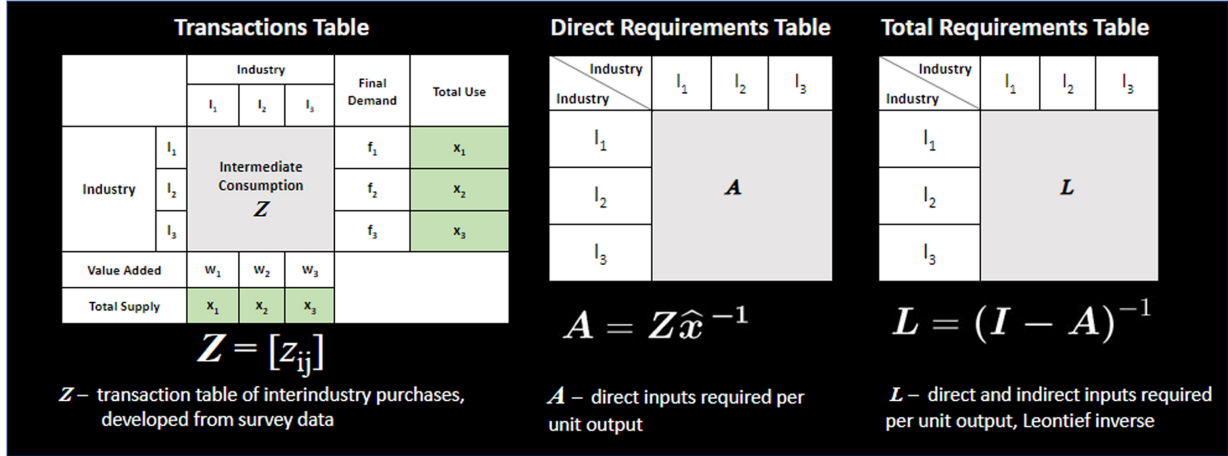 Transactions Table
Industry
Final
Demand
Total Use
I₁ I₂ I₃
Industry
I₁
I₂
I₃
Intermediate
Consumption
Z
f₁
f₂
f₃
x₁
x₂
x₃
Value Added w₁ w₂ w₃
Total Supply x₁ x₂ x₃
Z = [z_ij]
Z – transaction table of interindustry purchases,
developed from survey data
Direct Requirements Table
Industry
Industry
I₁ I₂ I₃
I₁
I₂
I₃
A
A = Zx̂⁻¹
A – direct inputs required per
unit output
Total Requirements Table
Industry
Industry
I₁ I₂ I₃
I₁
I₂
I₃
L
L = (I − A)⁻¹
L – direct and indirect inputs required
per unit output, Leontief inverse